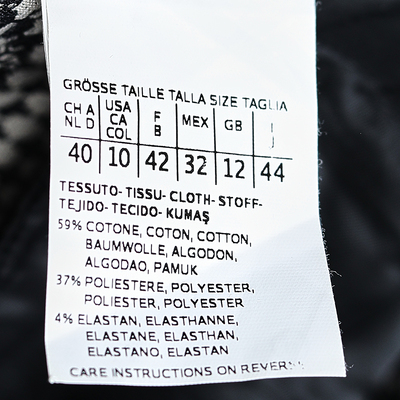 GRÖSSE TAILLE TALLA SIZE TAGLIA
CH A USA F MEX GB I
NL D CA B J
COL
40 10 42 32 12 44
TESSUTO- TISSU- CLOTH- STOFF-
TEJIDO- TECIDO- KUMAŞ
59% COTONE, COTON, COTTON,
BAUMWOLLE, ALGODON,
ALGODAO, PAMUK
37% POLIESTERE, POLYESTER,
POLIESTER, POLYESTER
4% ELASTAN, ELASTHANNE,
ELASTANE, ELASTHAN,
ELASTANO, ELASTAN
CARE INSTRUCTIONS ON